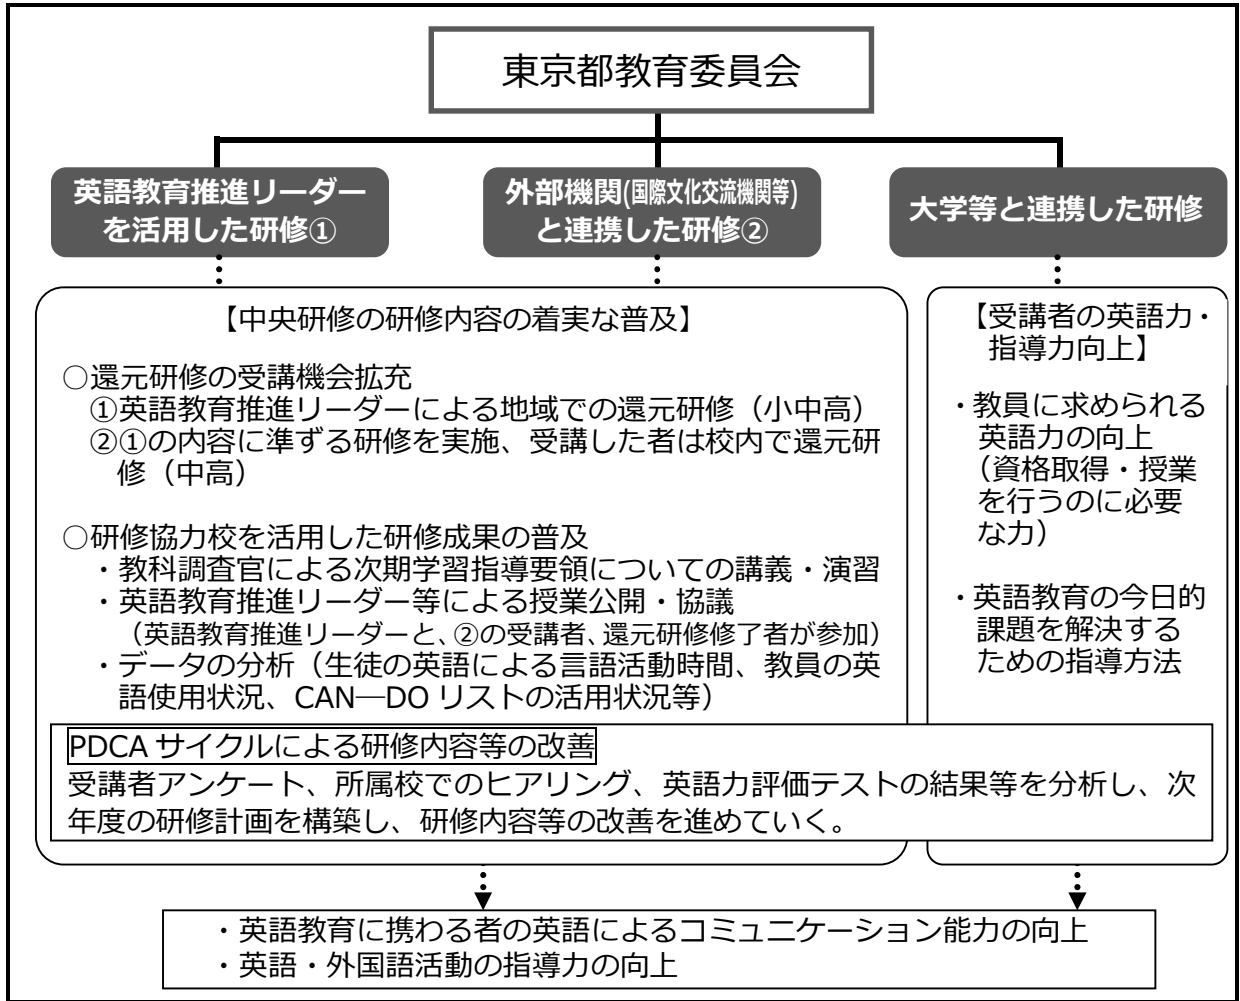 東京都教育委員会
英語教育推進リーダー
を活用した研修①
外部機関(国際文化交流機関等)
と連携した研修②
大学等と連携した研修
【中央研修の研修内容の着実な普及】
○還元研修の受講機会拡充
①英語教育推進リーダーによる地域での還元研修（小中高）
②①の内容に準ずる研修を実施、受講した者は校内で還元研
修（中高）
○研修協力校を活用した研修成果の普及
・教科調査官による次期学習指導要領についての講義・演習
・英語教育推進リーダー等による授業公開・協議
（英語教育推進リーダーと、②の受講者、還元研修修了者が参加）
・データの分析（生徒の英語による言語活動時間、教員の英
語使用状況、CAN―DO リストの活用状況等）
【受講者の英語力・
指導力向上】
・教員に求められる
英語力の向上
（資格取得・授業
を行うのに必要
な力）
・英語教育の今日的
課題を解決する
ための指導方法
PDCA サイクルによる研修内容等の改善
受講者アンケート、所属校でのヒアリング、英語力評価テストの結果等を分析し、次
年度の研修計画を構築し、研修内容等の改善を進めていく。
・英語教育に携わる者の英語によるコミュニケーション能力の向上
・英語・外国語活動の指導力の向上